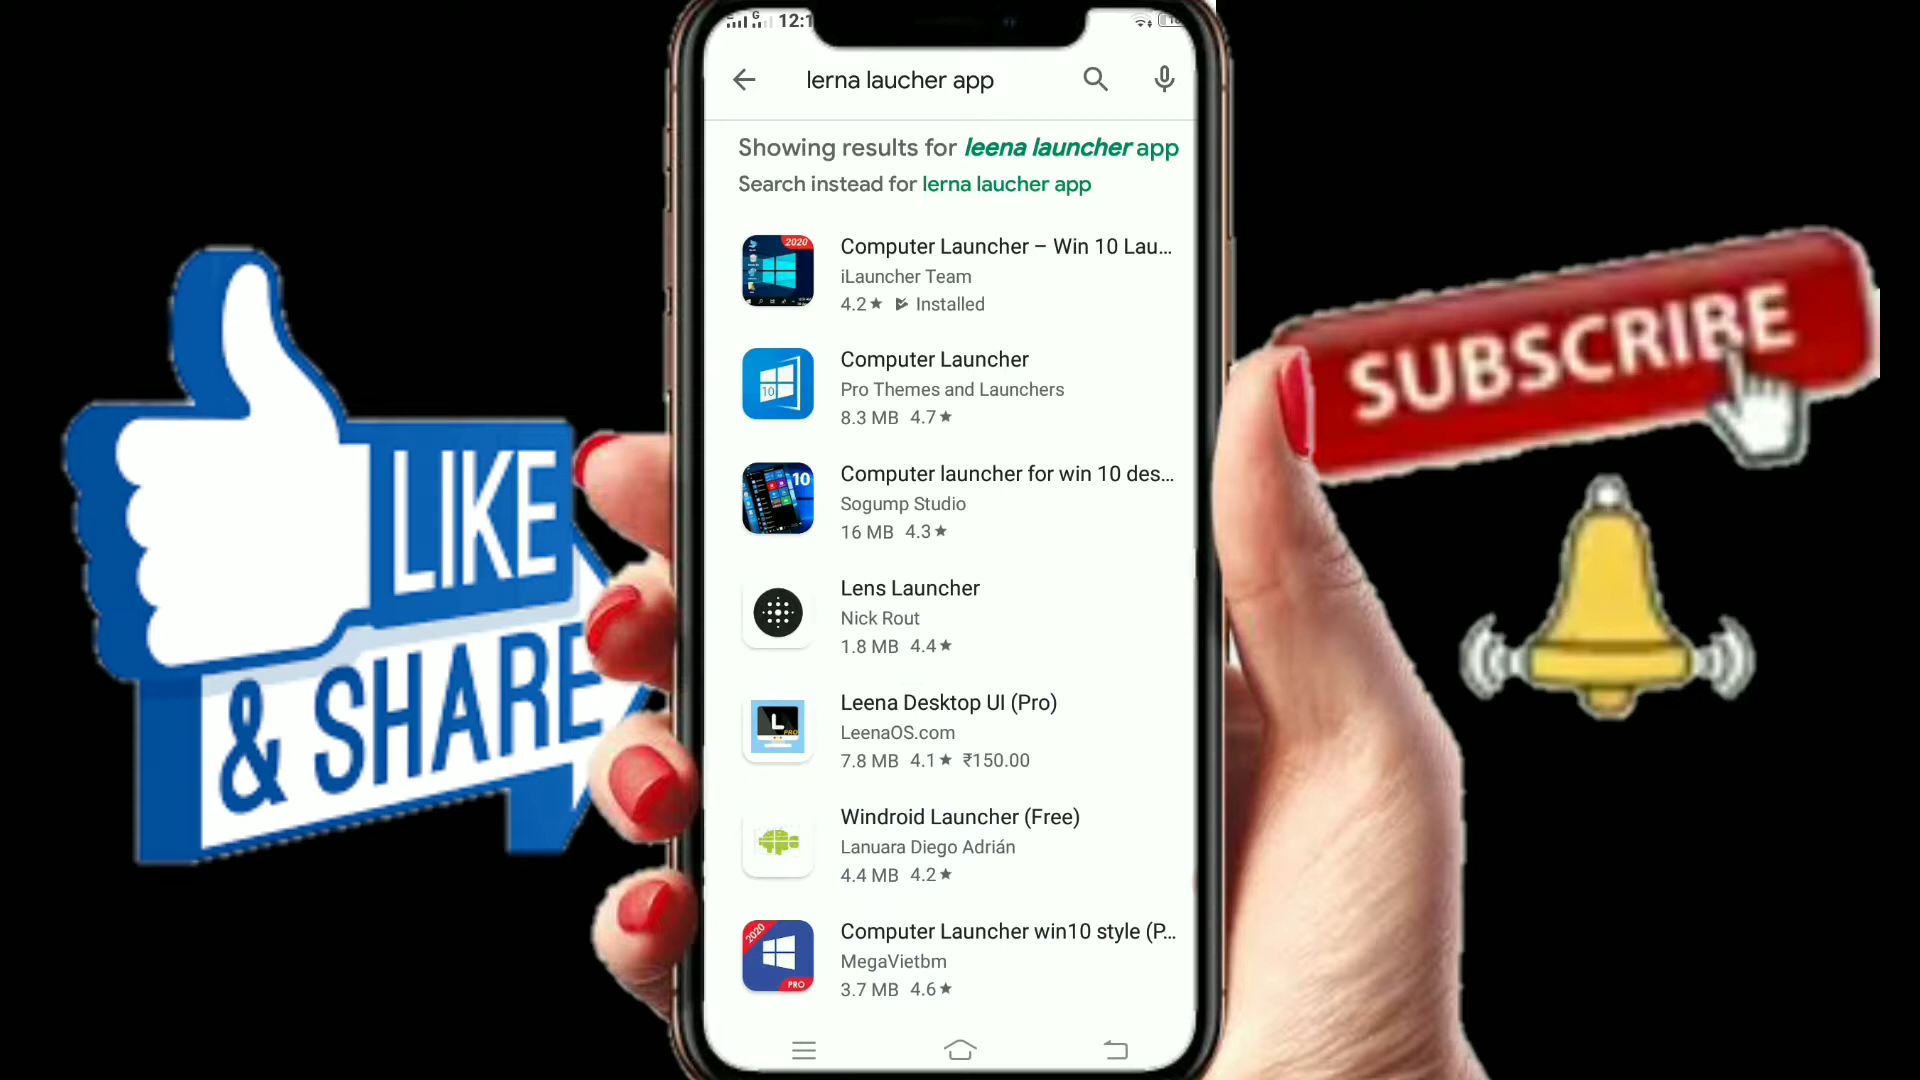 12:1
lerna laucher app
Showing results for leena launcher app
Search instead for lerna laucher app
2020
Computer Launcher – Win 10 Lau...
iLauncher Team
4.2★ Installed
10
Computer Launcher
Pro Themes and Launchers
8.3 MB 4.7★
10
Computer launcher for win 10 des...
Sogump Studio
16 MB 4.3★
Lens Launcher
Nick Rout
1.8 MB 4.4★
L PRO
Leena Desktop UI (Pro)
LeenaOS.com
7.8 MB 4.1★ ₹150.00
Windroid Launcher (Free)
Lanuara Diego Adrián
4.4 MB 4.2★
2020
PRO
Computer Launcher win10 style (P...
MegaVietbm
3.7 MB 4.6★
LIKE
& SHARE
SUBSCRIBE